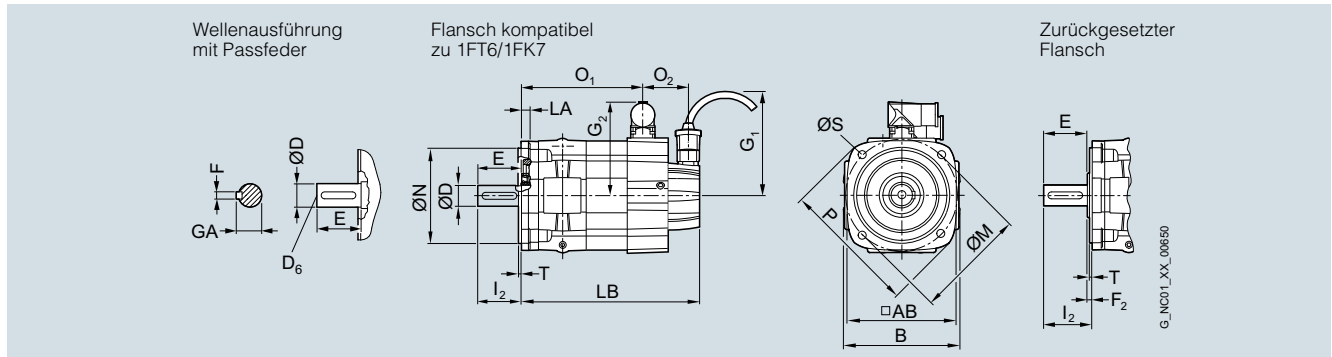 Wellenausführung
mit Passfeder
Flansch kompatibel
zu 1FT6/1FK7
Zurückgesetzter
Flansch
F
ØD
GA
E
D₆
O₁
O₂
LA
G₂
G₁
E
ØD
ØN
T
I₂
LB
ØS
P
ØM
□AB
B
E
T
F₂
I₂
G_NC01_XX_00650